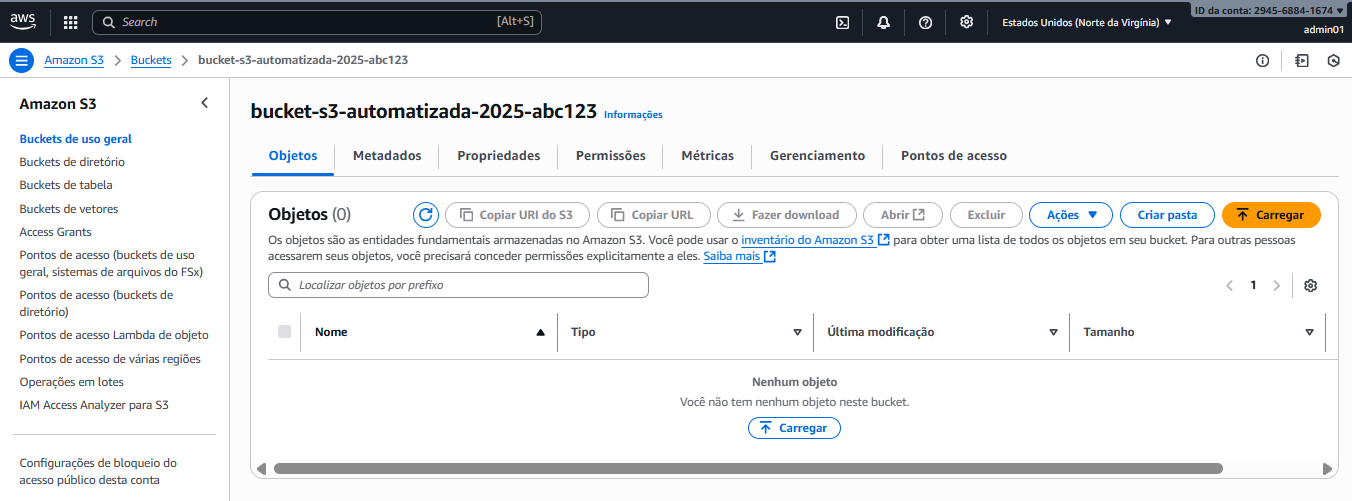 aws
Search
[Alt+S]
Estados Unidos (Norte da Virgínia)
ID da conta: 2945-6884-1674
admin01
Amazon S3
Buckets
bucket-s3-automatizada-2025-abc123
Amazon S3
Buckets de uso geral
Buckets de diretório
Buckets de tabela
Buckets de vetores
Access Grants
Pontos de acesso (buckets de uso
geral, sistemas de arquivos do FSx)
Pontos de acesso (buckets de
diretório)
Pontos de acesso Lambda de objeto
Pontos de acesso de várias regiões
Operações em lotes
IAM Access Analyzer para S3
Configurações de bloqueio do
acesso público desta conta
bucket-s3-automatizada-2025-abc123 Informações
Objetos
Metadados
Propriedades
Permissões
Métricas
Gerenciamento
Pontos de acesso
Objetos (0)
Copiar URI do S3
Copiar URL
Fazer download
Abrir
Excluir
Ações
Criar pasta
Carregar
Os objetos são as entidades fundamentais armazenadas no Amazon S3. Você pode usar o inventário do Amazon S3 para obter uma lista de todos os objetos em seu bucket. Para outras pessoas
acessarem seus objetos, você precisará conceder permissões explicitamente a eles. Saiba mais
Localizar objetos por prefixo
1
Nome
Tipo
Última modificação
Tamanho
Nenhum objeto
Você não tem nenhum objeto neste bucket.
Carregar